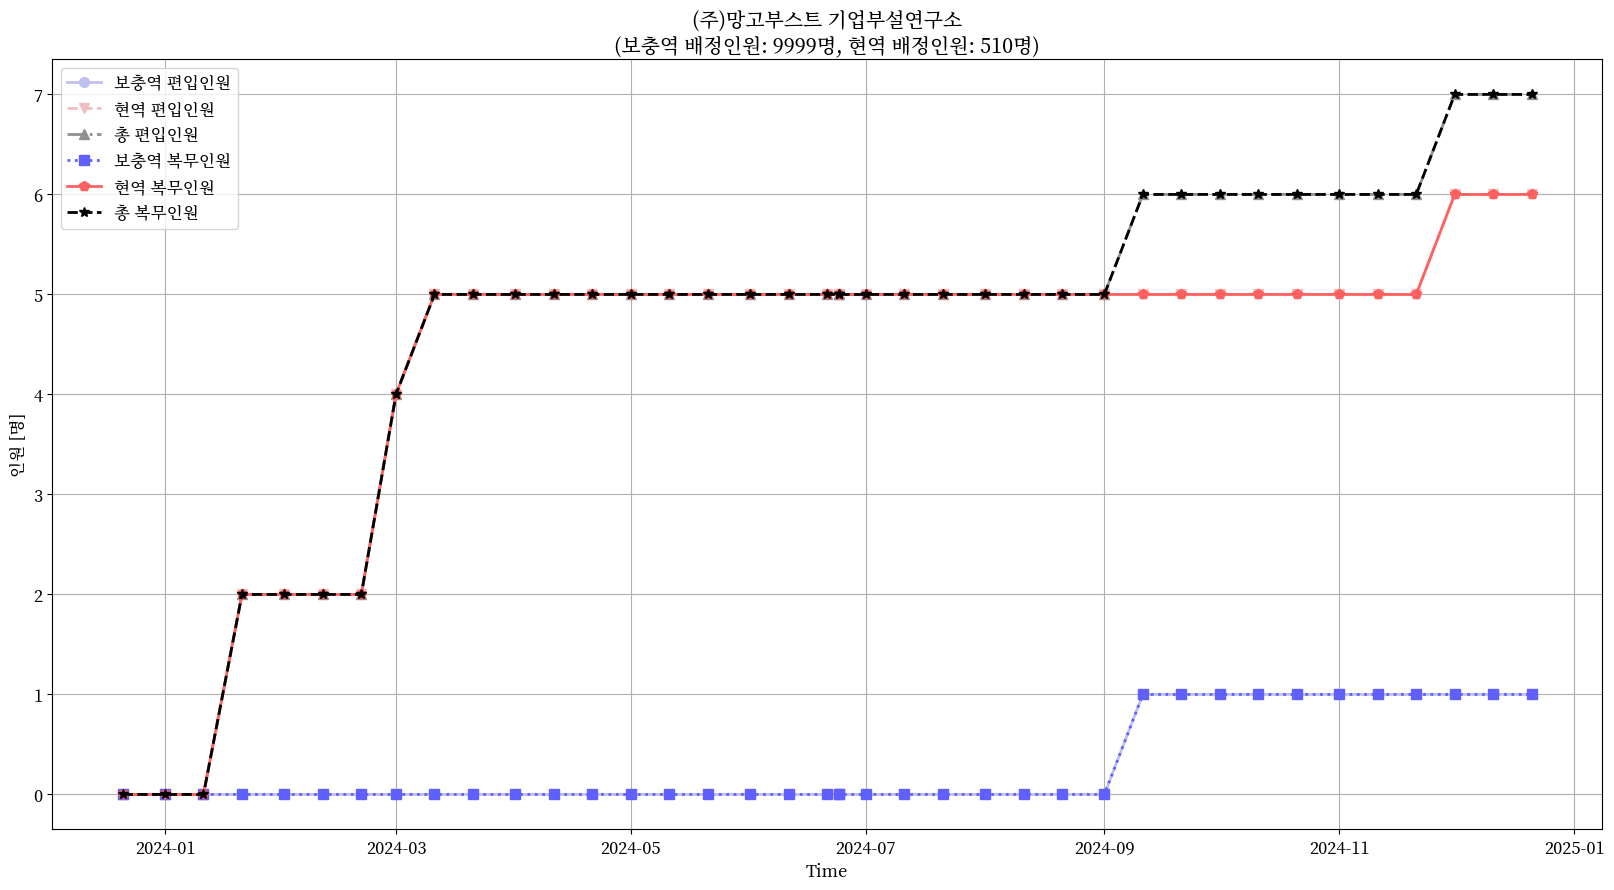 (주)망고부스트 기업부설연구소
(보충역 배정인원: 9999명, 현역 배정인원: 510명)
보충역 편입인원
현역 편입인원
총 편입인원
보충역 복무인원
현역 복무인원
총 복무인원
인원 [명]
7
6
5
4
3
2
1
0
2024-01
2024-03
2024-05
2024-07
2024-09
2024-11
2025-01
Time